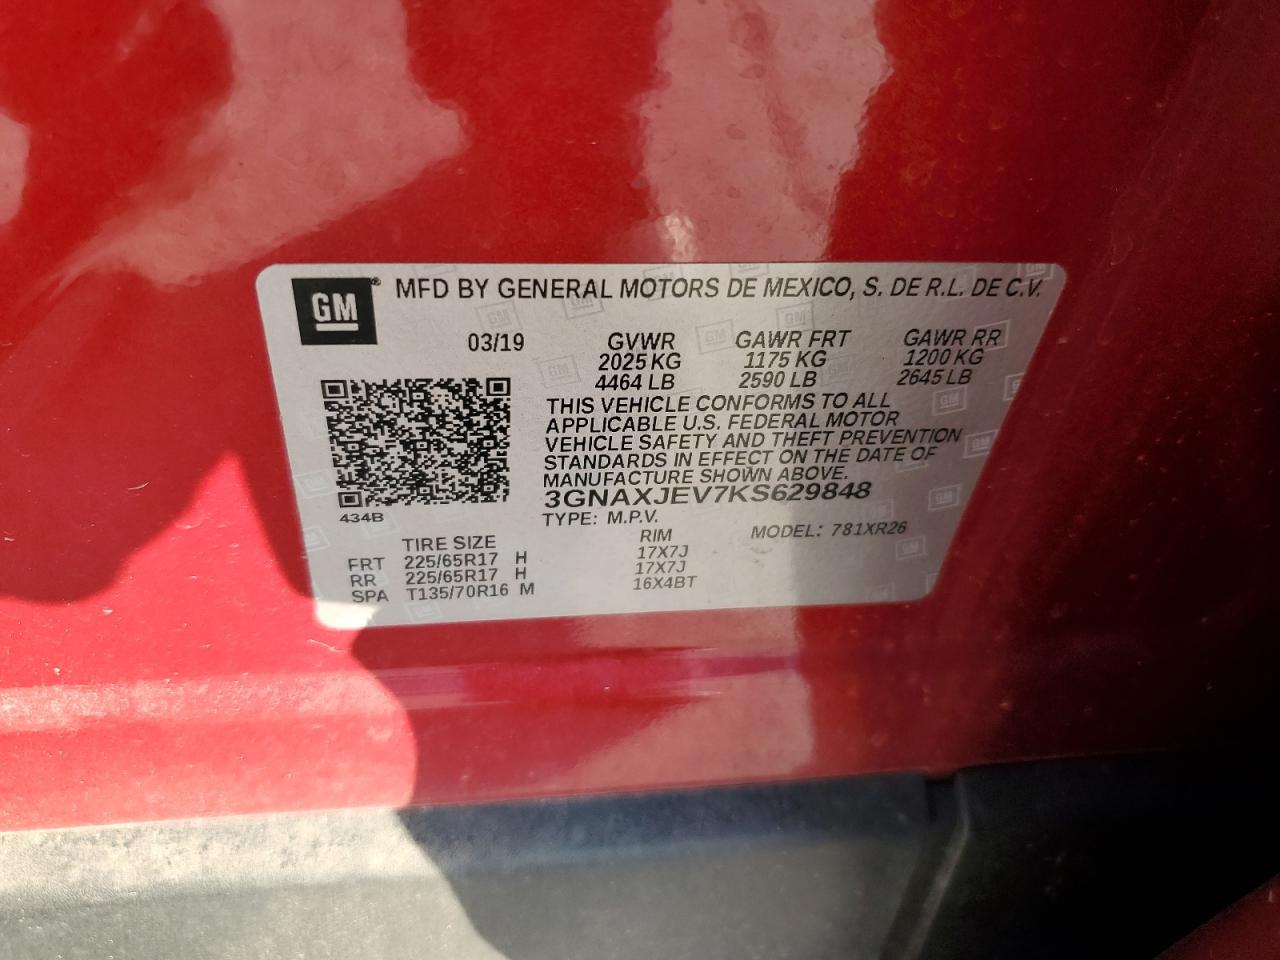 GM® MFD BY GENERAL MOTORS DE MEXICO, S. DE R.L. DE C.V.
03/19 GVWR GAWR FRT GAWR RR
2025 KG 1175 KG 1200 KG
4464 LB 2590 LB 2645 LB
THIS VEHICLE CONFORMS TO ALL
APPLICABLE U.S. FEDERAL MOTOR
VEHICLE SAFETY AND THEFT PREVENTION
STANDARDS IN EFFECT ON THE DATE OF
MANUFACTURE SHOWN ABOVE.
3GNAXJEV7KS629848
434B TYPE: M.P.V.
MODEL: 781XR26
TIRE SIZE RIM
FRT 225/65R17 H 17X7J
RR 225/65R17 H 17X7J
SPA T135/70R16 M 16X4BT